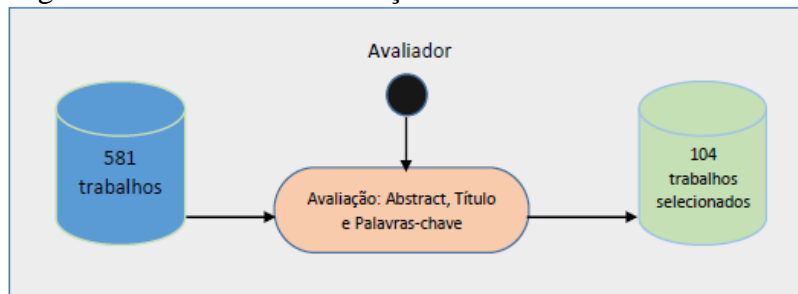 Avaliador
581
trabalhos
Avaliação: Abstract, Título
e Palavras-chave
104
trabalhos
selecionados